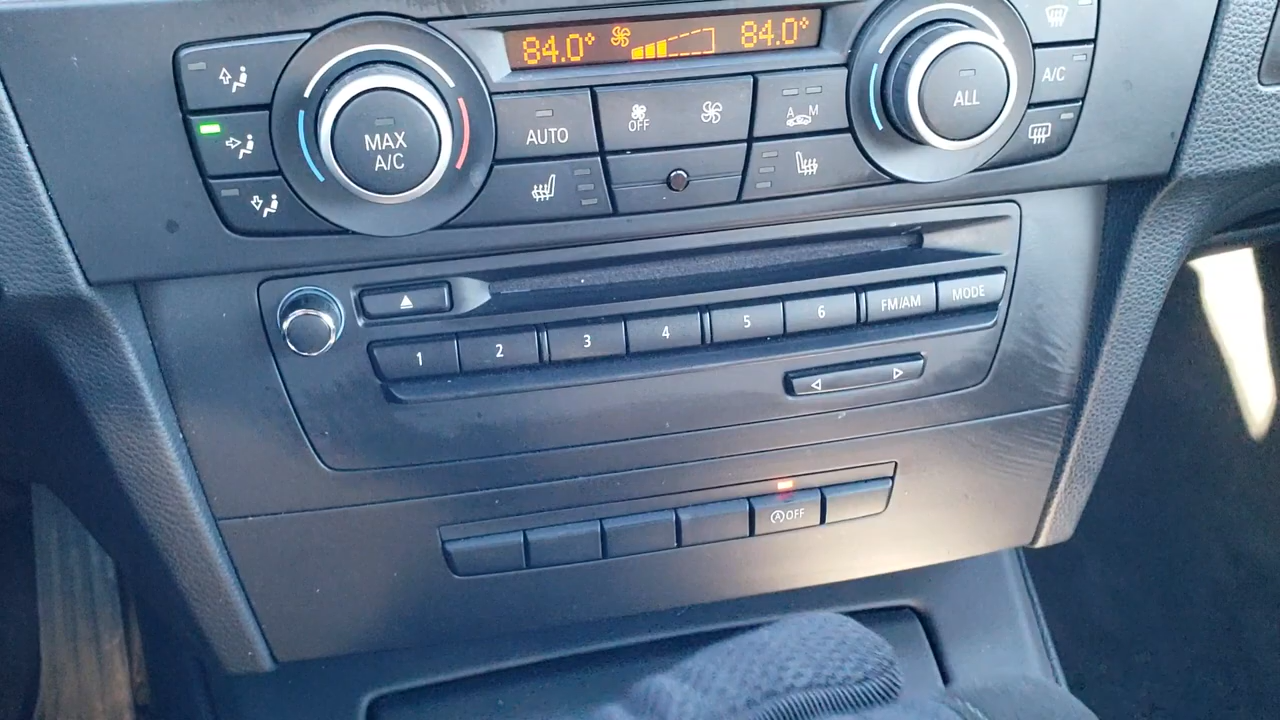 84.0° 84.0°
MAX
A/C
AUTO
OFF
A M
ALL
A/C
1 2 3 4 5 6 FM/AM MODE
A OFF